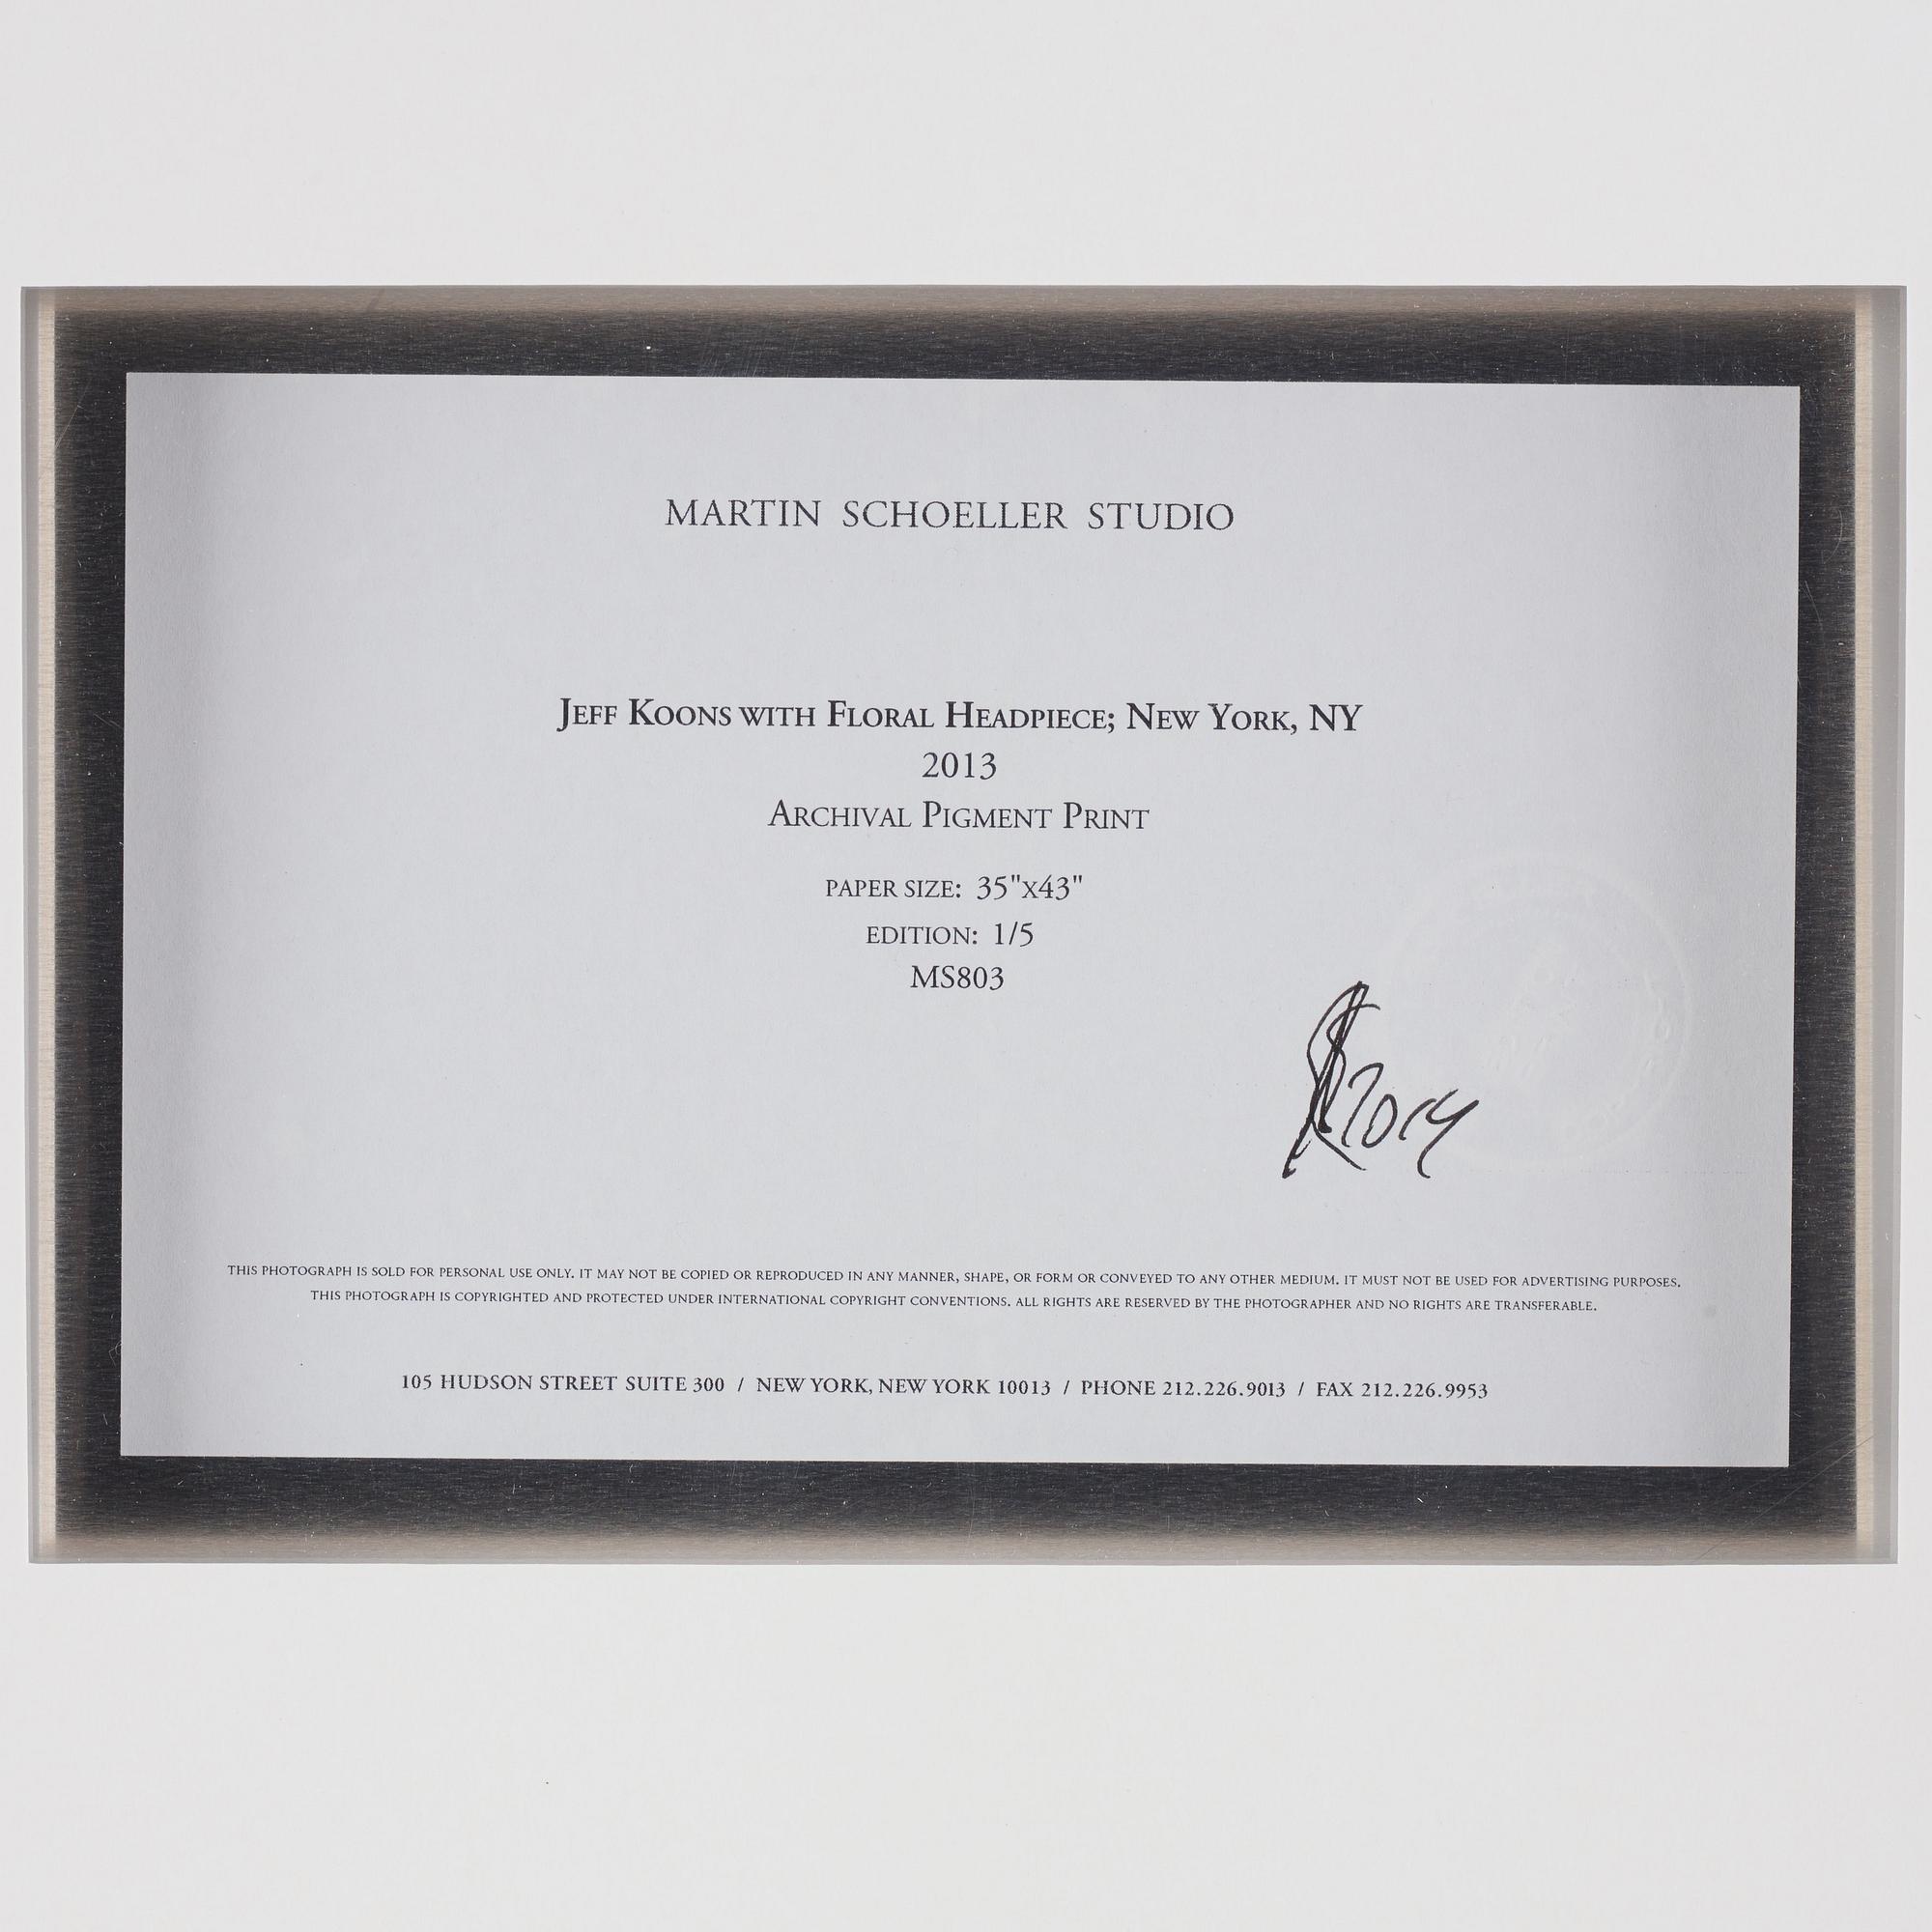 MARTIN SCHOELLER STUDIO
JEFF KOONS WITH FLORAL HEADPIECE; NEW YORK, NY
2013
ARCHIVAL PIGMENT PRINT
PAPER SIZE: 35"X43"
EDITION: 1/5
MS803
2014
THIS PHOTOGRAPH IS SOLD FOR PERSONAL USE ONLY. IT MAY NOT BE COPIED OR REPRODUCED IN ANY MANNER, SHAPE, OR FORM OR CONVEYED TO ANY OTHER MEDIUM. IT MUST NOT BE USED FOR ADVERTISING PURPOSES.
THIS PHOTOGRAPH IS COPYRIGHTED AND PROTECTED UNDER INTERNATIONAL COPYRIGHT CONVENTIONS. ALL RIGHTS ARE RESERVED BY THE PHOTOGRAPHER AND NO RIGHTS ARE TRANSFERABLE.
105 HUDSON STREET SUITE 300 / NEW YORK, NEW YORK 10013 / PHONE 212.226.9013 / FAX 212.226.9953